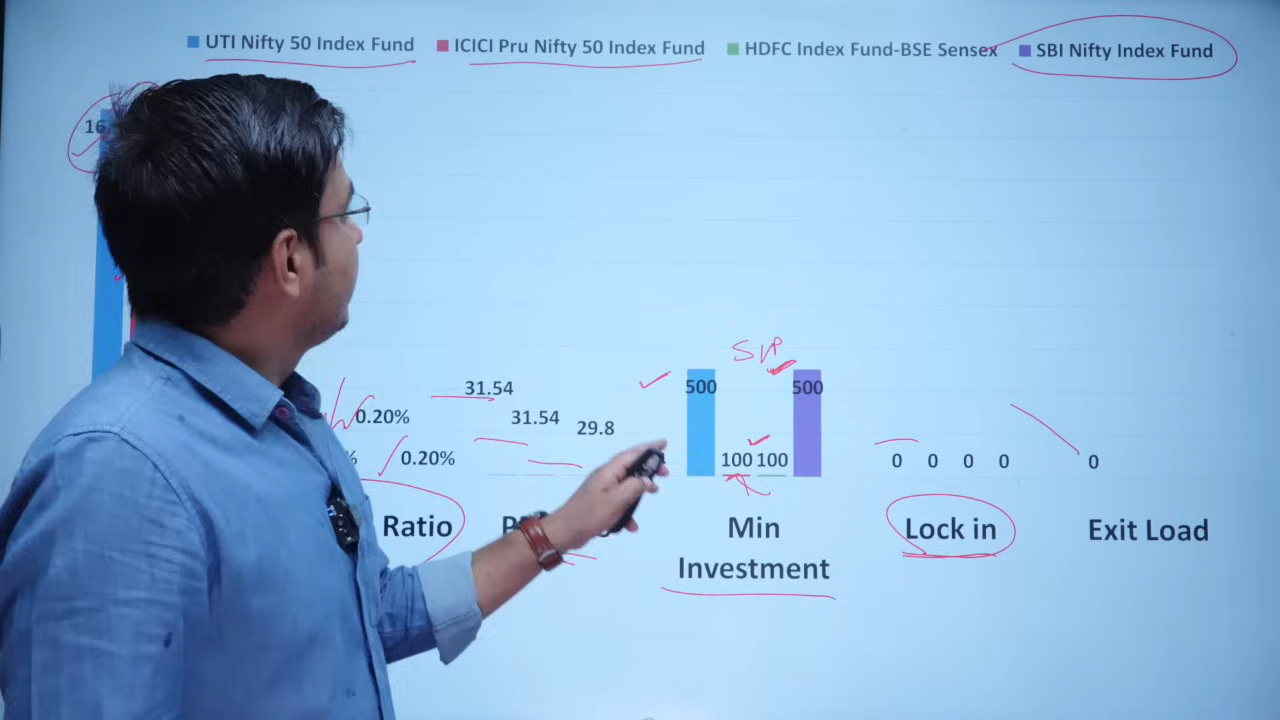 UTI Nifty 50 Index Fund ICICI Pru Nifty 50 Index Fund HDFC Index Fund-BSE Sensex SBI Nifty Index Fund
16
SIP
31.54 500 500
0.20% 31.54 29.8
% 0.20% 100 100 0 0 0 0 0
Ratio Min Lock in Exit Load
Investment